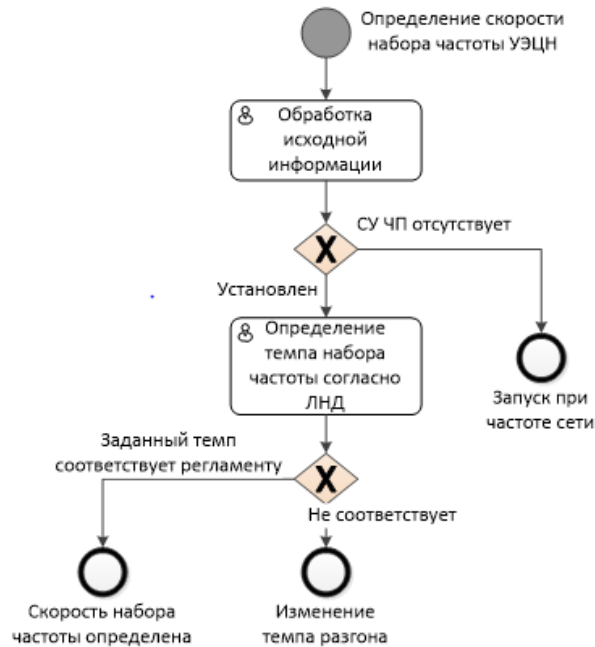 Определение скорости
набора частоты УЭЦН
Обработка
исходной
информации
СУ ЧП отсутствует
Установлен
Определение
темпа набора
частоты согласно
ЛНД
Запуск при
частоте сети
Заданный темп
соответствует регламенту
Не соответствует
Скорость набора
частоты определена
Изменение
темпа разгона